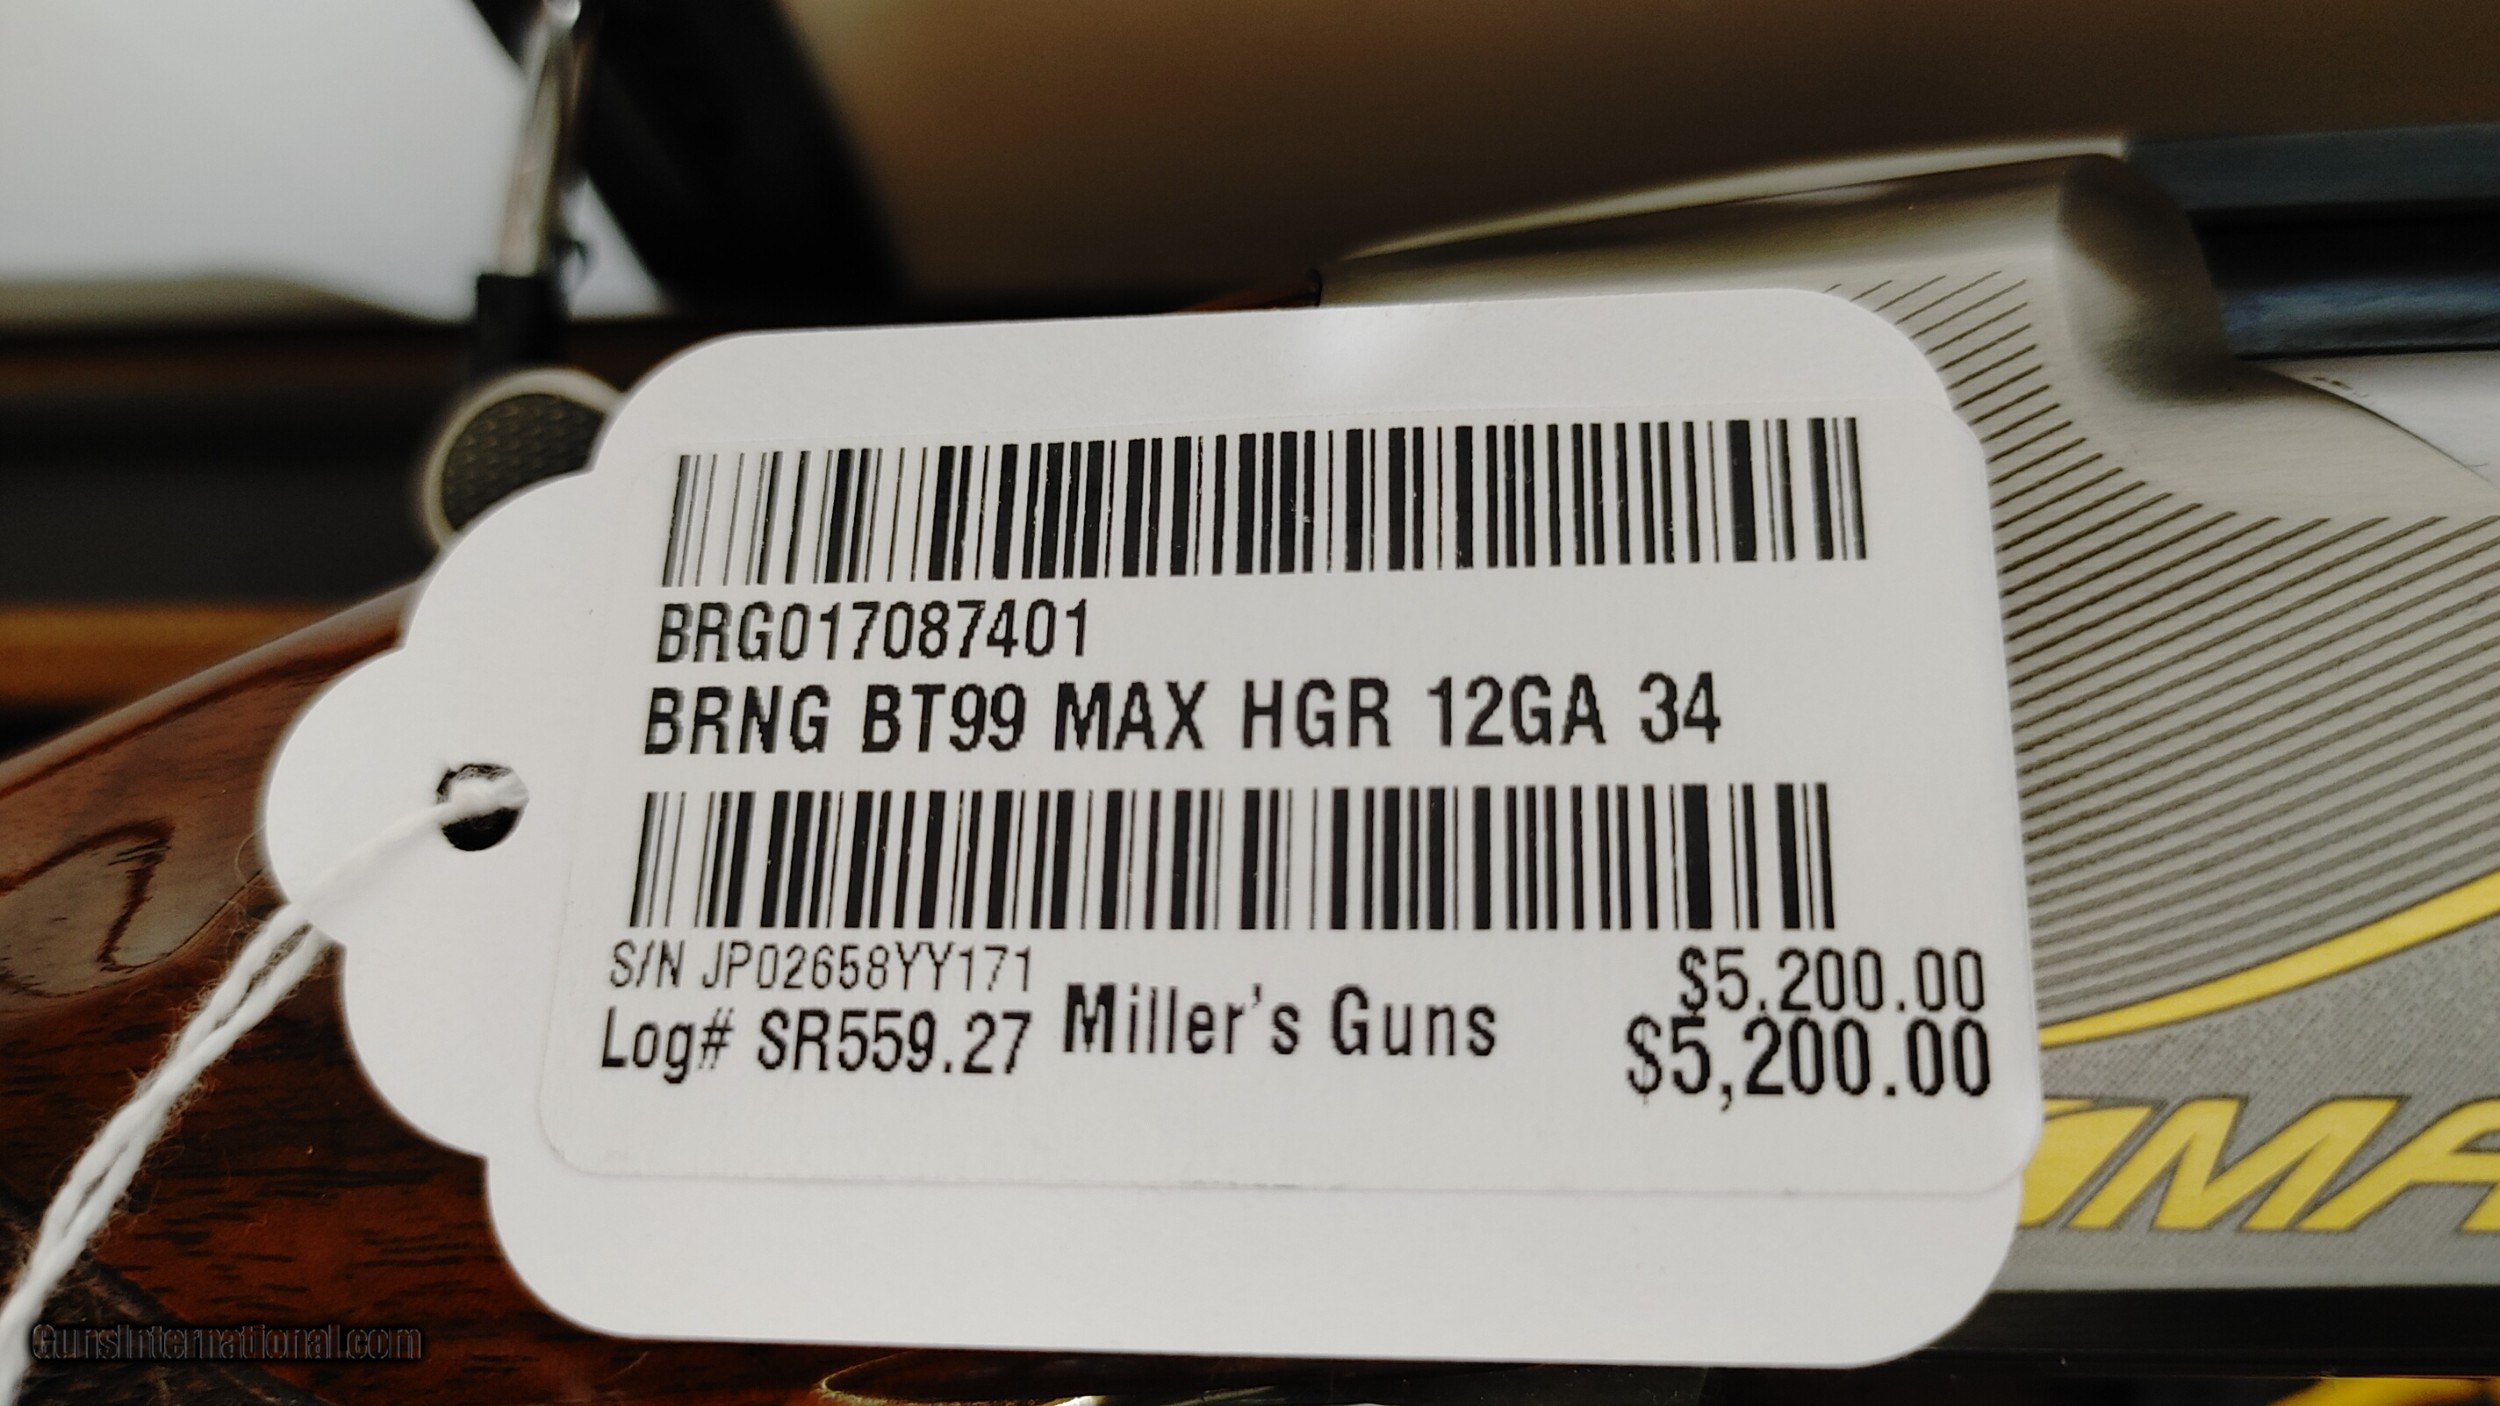 BRG017087401
BRNG BT99 MAX HGR 12GA 34
S/N JP02658YY171
$5,200.00
Log# SR559.27
Miller's Guns
$5,200.00
MA
GunsInternational.com